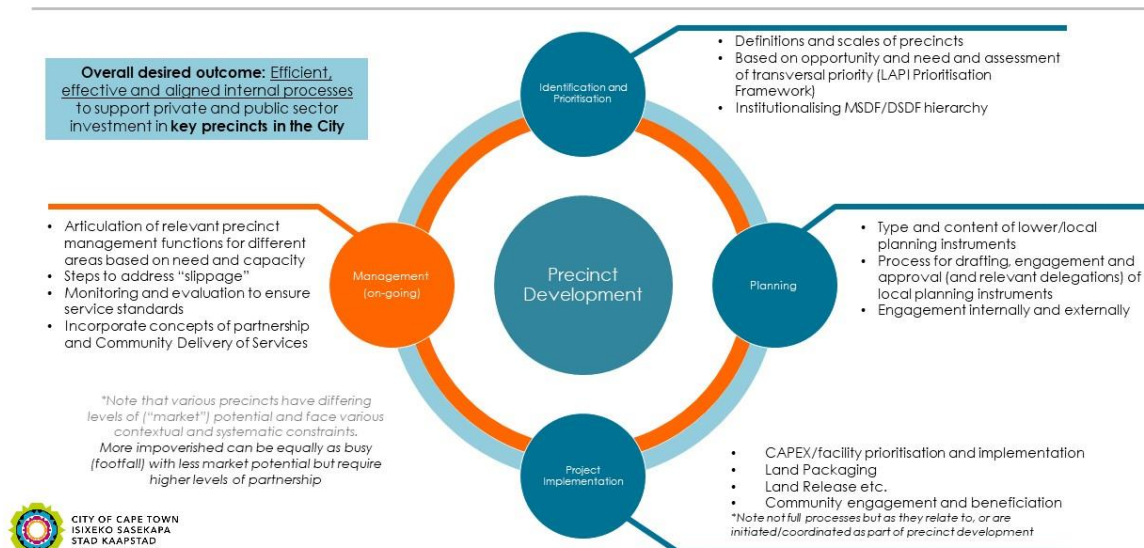 Overall desired outcome: Efficient,
effective and aligned internal processes
to support private and public sector
investment in key precincts in the City
Identification and
Prioritisation
• Definitions and scales of precincts
• Based on opportunity and need and assessment
of transversal priority (LAPI Prioritisation
Framework)
• Institutionalising MSDF/DSDF hierarchy
• Articulation of relevant precinct
management functions for different
areas based on need and capacity
• Steps to address “slippage”
• Monitoring and evaluation to ensure
service standards
• Incorporate concepts of partnership
and Community Delivery of Services
Management
(on-going)
Precinct
Development
Planning
• Type and content of lower/local
planning instruments
• Process for drafting, engagement and
approval (and relevant delegations) of
local planning instruments
• Engagement internally and externally
*Note that various precincts have differing
levels of (“market”) potential and face various
contextual and systematic constraints.
More impoverished can be equally as busy
(footfall) with less market potential but require
higher levels of partnership
Project
Implementation
• CAPEX/facility prioritisation and implementation
• Land Packaging
• Land Release etc.
• Community engagement and beneficiation
*Note not full processes but as they relate to, or are
initiated/coordinated as part of precinct development
CITY OF CAPE TOWN
ISIXEKO SASEKAPA
STAD KAAPSTAD